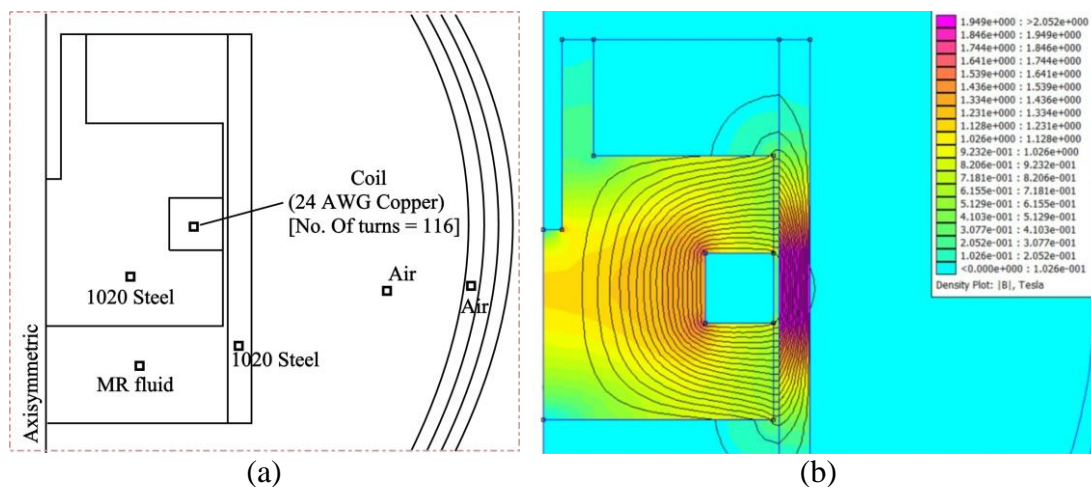 Coil
(24 AWG Copper)
[No. Of turns = 116]
Air
Air
1020 Steel
1020 Steel
MR fluid
Axisymmetric
(a)
1.949e+000 : >2.052e+000
1.846e+000 : 1.949e+000
1.744e+000 : 1.846e+000
1.641e+000 : 1.744e+000
1.539e+000 : 1.641e+000
1.436e+000 : 1.539e+000
1.334e+000 : 1.436e+000
1.231e+000 : 1.334e+000
1.128e+000 : 1.231e+000
1.026e+000 : 1.128e+000
9.232e-001 : 1.026e+000
8.206e-001 : 9.232e-001
7.181e-001 : 8.206e-001
6.155e-001 : 7.181e-001
5.129e-001 : 6.155e-001
4.103e-001 : 5.129e-001
3.077e-001 : 4.103e-001
2.052e-001 : 3.077e-001
1.026e-001 : 2.052e-001
<0.000e+000 : 1.026e-001
Density Plot: |B|, Tesla
(b)